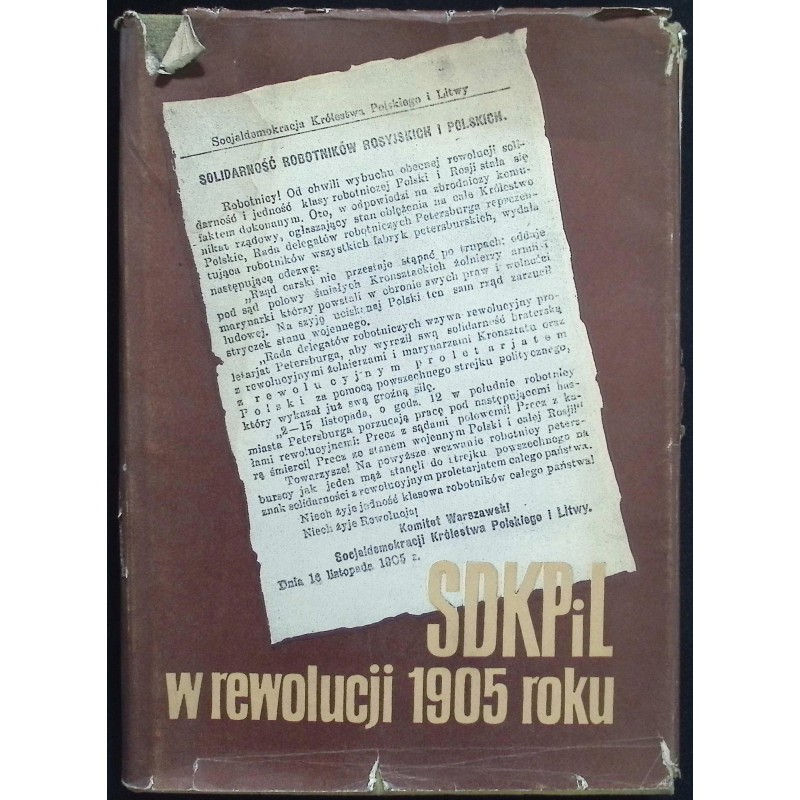 Socjaldemokracja Królestwa Polskiego i Litwy
SOLIDARNOŚĆ ROBOTNIKÓW ROSYJSKICH I POLSKICH.
Robotnicy! Od chwili wybuchu obecnej rewolucji soli-
darność i jedność klasy robotniczej Polski i Rosji stała się
faktem dokonanym. Oto, w odpowiedzi na zbrodniczy komu-
nikat rządowy, ogłaszający stan oblężenia na całe Królestwo
Polskie, Rada delegatów robotniczych Petersburga reprezen-
tująca robotników wszystkich fabryk petersburskich, wydała
następującą odezwę:
„Rząd carski nie przestaje stąpać po trupach: oddaje
pod sąd polowy śmiałych Kronsztackich żołnierzy armji i
marynarki którzy powstali w obronie swych praw i wolności
ludowej. Na szyję uciskanej Polski ten sam rząd zarzucił
stryczek stanu wojennego.
„Rada delegatów robotniczych wzywa rewolucyjny pro-
letarjat Petersburga, aby wyrził swą solidarność braterską
z rewolucyjnymi żołnierzami i marynarzami Kronsztatu oraz
z rewolucyjnym proletarjatem
Polski za pomocą powszechnego strejku politycznego,
który wykazał już swą groźną siłę.
„2—15 listopada, o godz. 12 w południe robotnicy
miasta Petersburga porzucają pracę pod następującemi has-
łami rewolucyjnemi: Precz z sądami polowemi! Precz z ka-
rą śmierci! Precz ze stanem wojennym Polski i całej Rosji!"
Towarzysze! Na powyższe wezwanie robotnicy peters-
burscy jak jeden mąż stanęli do strejku powszechnego na
znak solidarności z rewolucyjnym proletarjatem całego państwa.
Niech żyje jedność klasowa robotników całego państwa!
Niech żyje Rewolucja!
Komitet Warszawski
Socjaldemokracji Królestwa Polskiego i Litwy.
Dnia 16 listopada 1905 r.
SDKPiL
w rewolucji 1905 roku